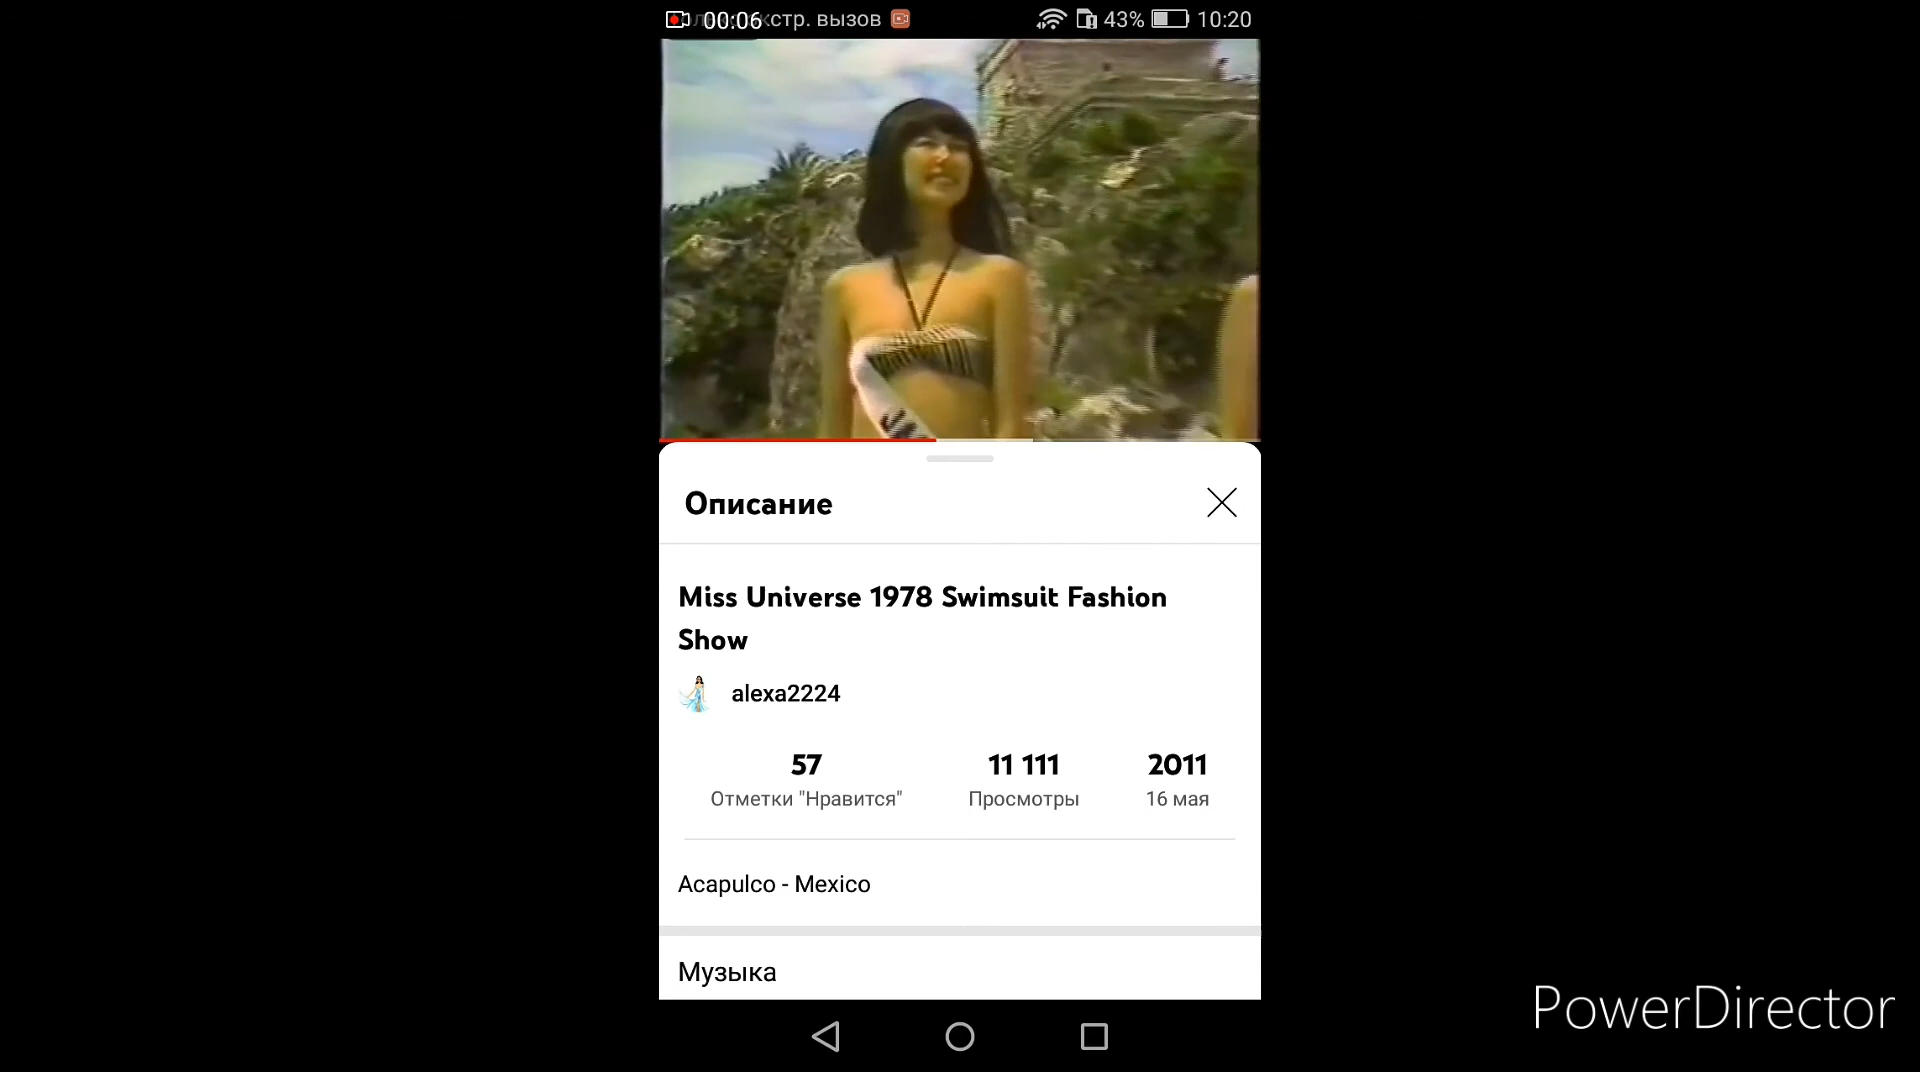 00:06 кстр. вызов 43% 10:20
Описание
Miss Universe 1978 Swimsuit Fashion
Show
alexa2224
57 11 111 2011
Отметки "Нравится" Просмотры 16 мая
Acapulco - Mexico
Музыка
PowerDirector